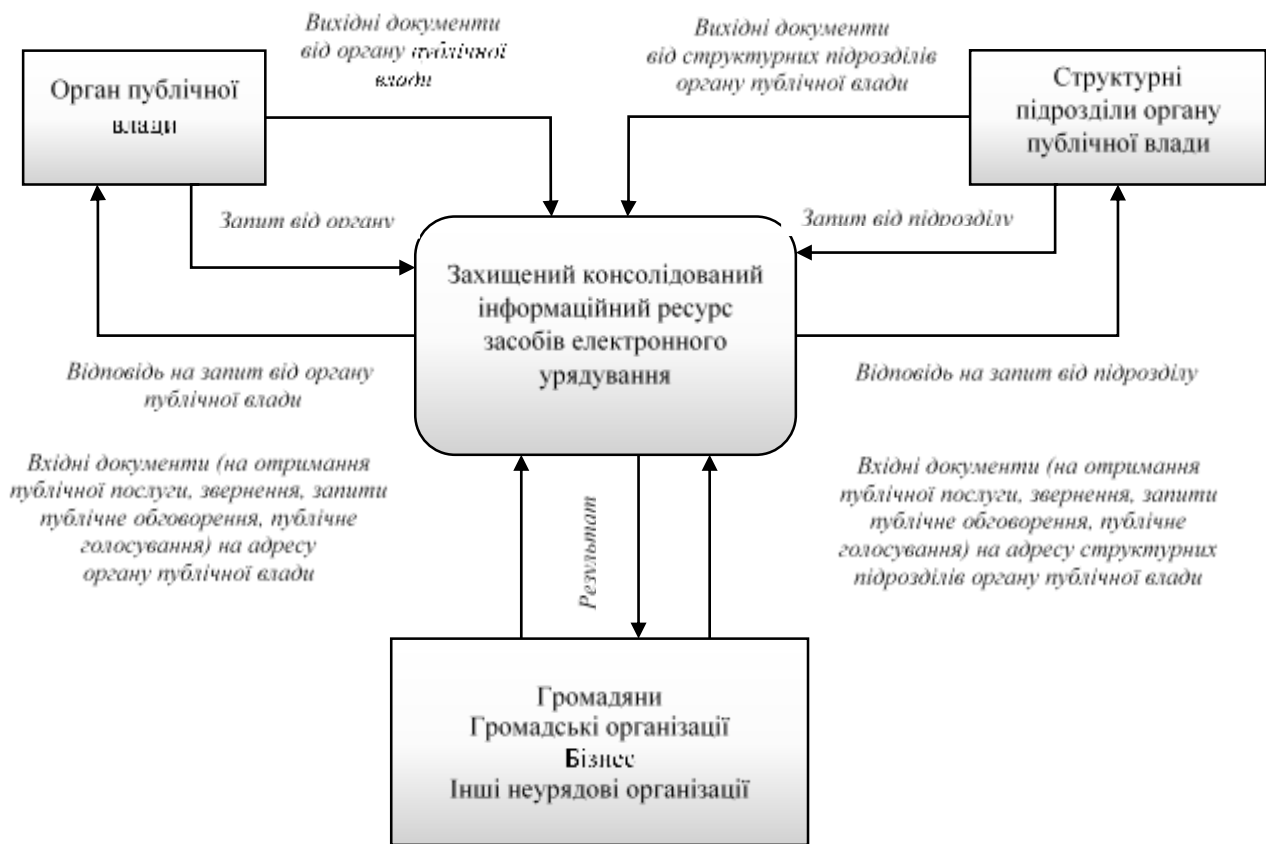 Вихідні документи
від органу публічної
влади
Вихідні документи
від структурних підрозділів
органу публічної влади
Орган публічної
влади
Структурні
підрозділи органу
публічної влади
Запит від органу
Запит від підрозділу
Захищений консолідований
інформаційний ресурс
засобів електронного
урядування
Відповідь на запит від органу
публічної влади
Відповідь на запит від підрозділу
Вхідні документи (на отримання
публічної послуги, звернення, запити
публічне обговорення, публічне
голосування) на адресу
органу публічної влади
Вхідні документи (на отримання
публічної послуги, звернення, запити
публічне обговорення, публічне
голосування) на адресу структурних
підрозділів органу публічної влади
Результат
Громадяни
Громадські організації
Бізнес
Інші неурядові організації